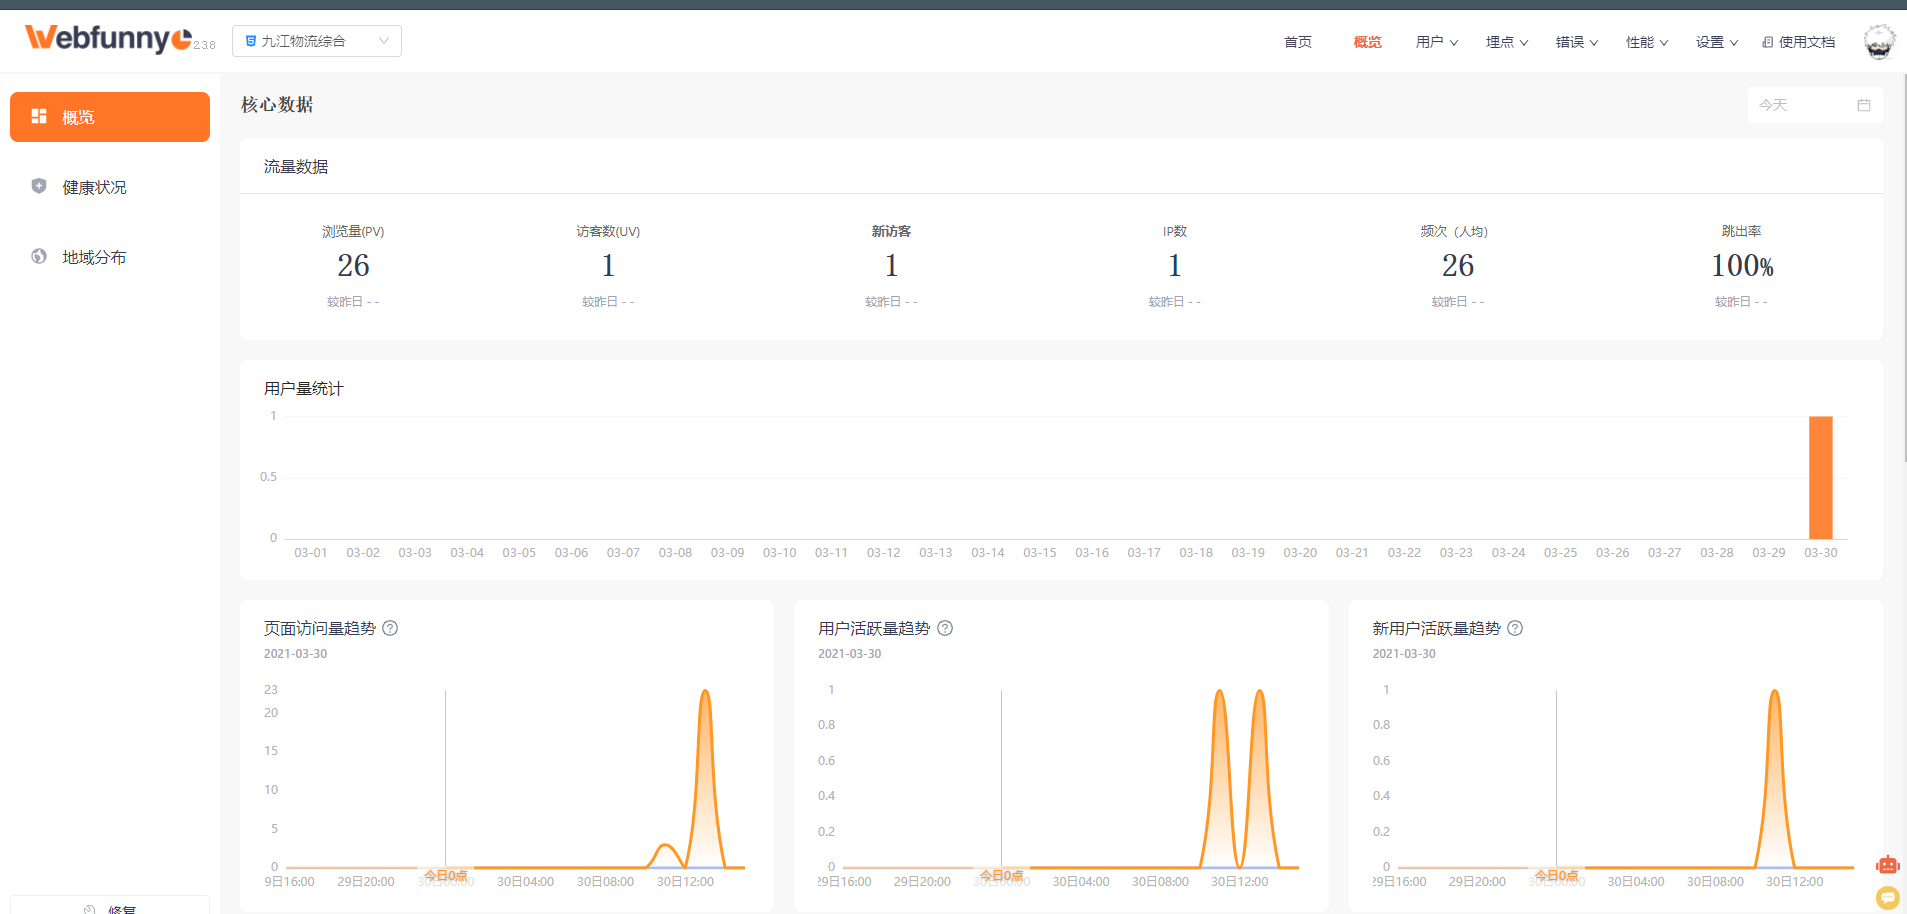 Webfunny 2.3.8
九江物流综合
首页 概览 用户 埋点 错误 性能 设置 使用文档
概览
健康状况
地域分布
修复
核心数据
今天
流量数据
浏览量(PV) 访客数(UV) 新访客 IP数 频次（人均） 跳出率
26 1 1 1 26 100%
较昨日 - - 较昨日 - - 较昨日 - - 较昨日 - - 较昨日 - - 较昨日 - -
用户量统计
1
0.5
0
03-01 03-02 03-03 03-04 03-05 03-06 03-07 03-08 03-09 03-10 03-11 03-12 03-13 03-14 03-15 03-16 03-17 03-18 03-19 03-20 03-21 03-22 03-23 03-24 03-25 03-26 03-27 03-28 03-29 03-30
页面访问量趋势
2021-03-30
23
20
15
10
5
0
今日0点
9日16:00 29日20:00 30日00:00 30日04:00 30日08:00 30日12:00
用户活跃量趋势
2021-03-30
1
0.8
0.6
0.4
0.2
0
今日0点
29日16:00 29日20:00 30日00:00 30日04:00 30日08:00 30日12:00
新用户活跃量趋势
2021-03-30
1
0.8
0.6
0.4
0.2
0
今日0点
29日16:00 29日20:00 30日00:00 30日04:00 30日08:00 30日12:00